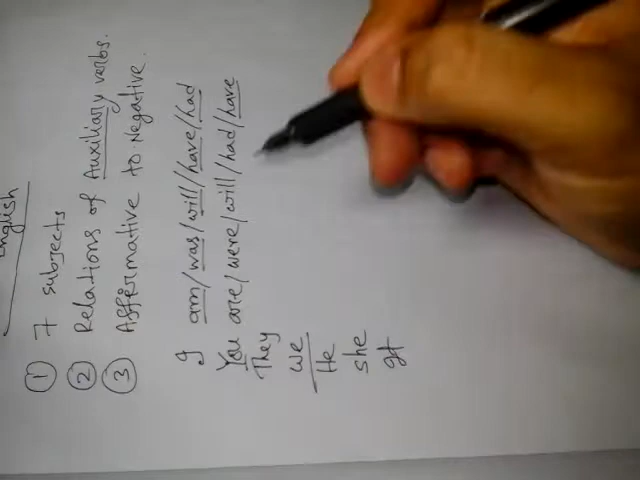 English
① 7 subjects
② Relations of Auxiliary verbs.
③ Affirmative to Negative.
I am/was/will/have/had
You are/were/will/had/have
They
we
He
she
It